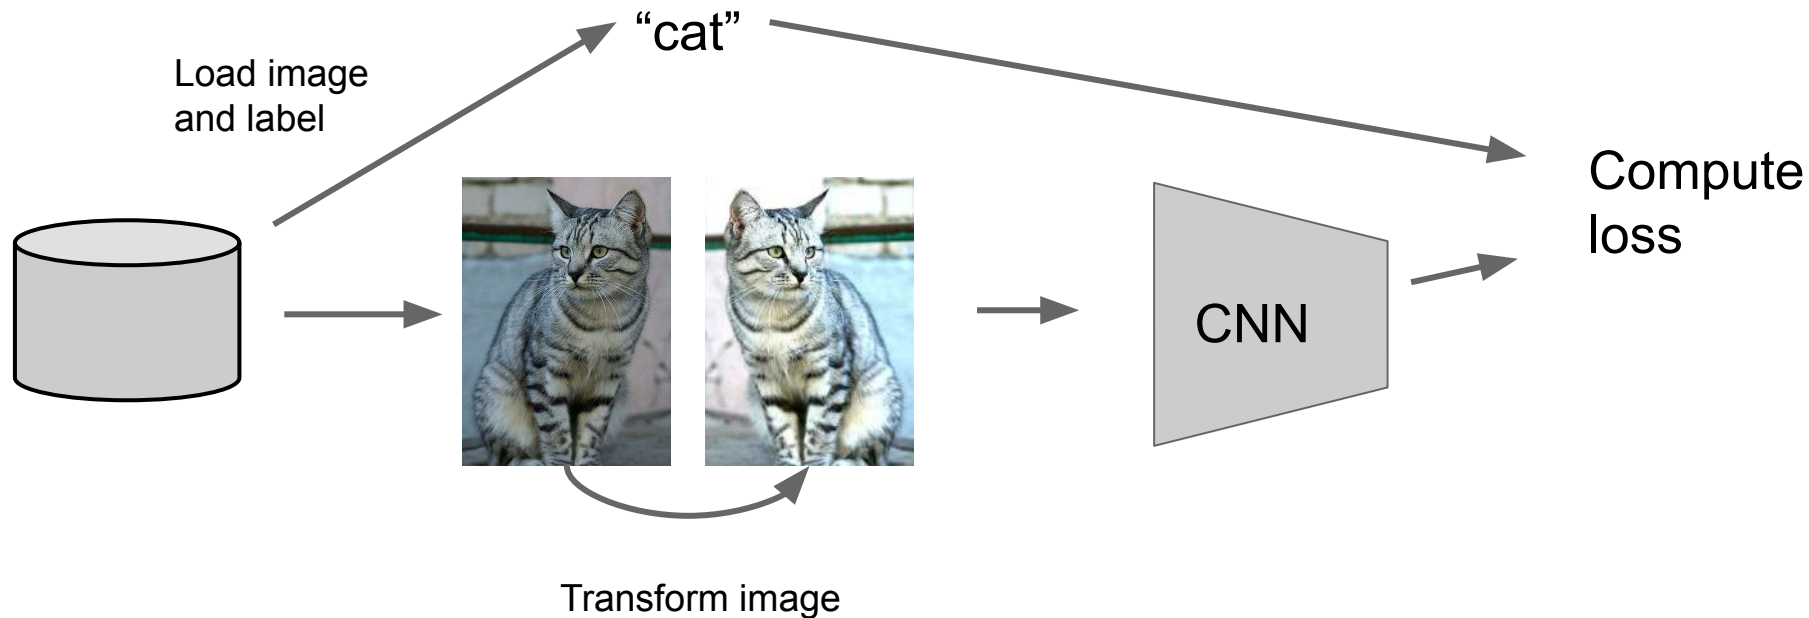 “cat”
Load image
and label
Compute
loss
CNN
Transform image